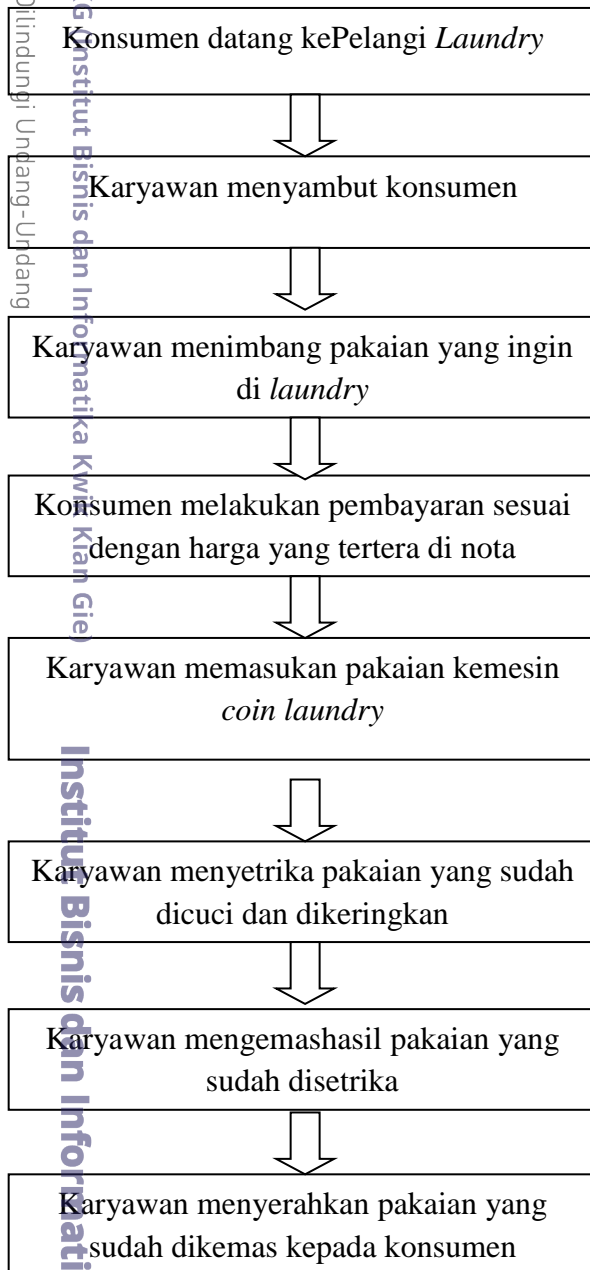 Konsumen datang kePelangi Laundry
Karyawan menyambut konsumen
Karyawan menimbang pakaian yang ingin
di laundry
Konsumen melakukan pembayaran sesuai
dengan harga yang tertera di nota
Karyawan memasukan pakaian kemesin
coin laundry
Karyawan menyetrika pakaian yang sudah
dicuci dan dikeringkan
Karyawan mengemashasil pakaian yang
sudah disetrika
Karyawan menyerahkan pakaian yang
sudah dikemas kepada konsumen
Dilindungi Undang-Undang
(Institut Bisnis dan Informatika Kwik Kian Gie)
Institut Bisnis dan